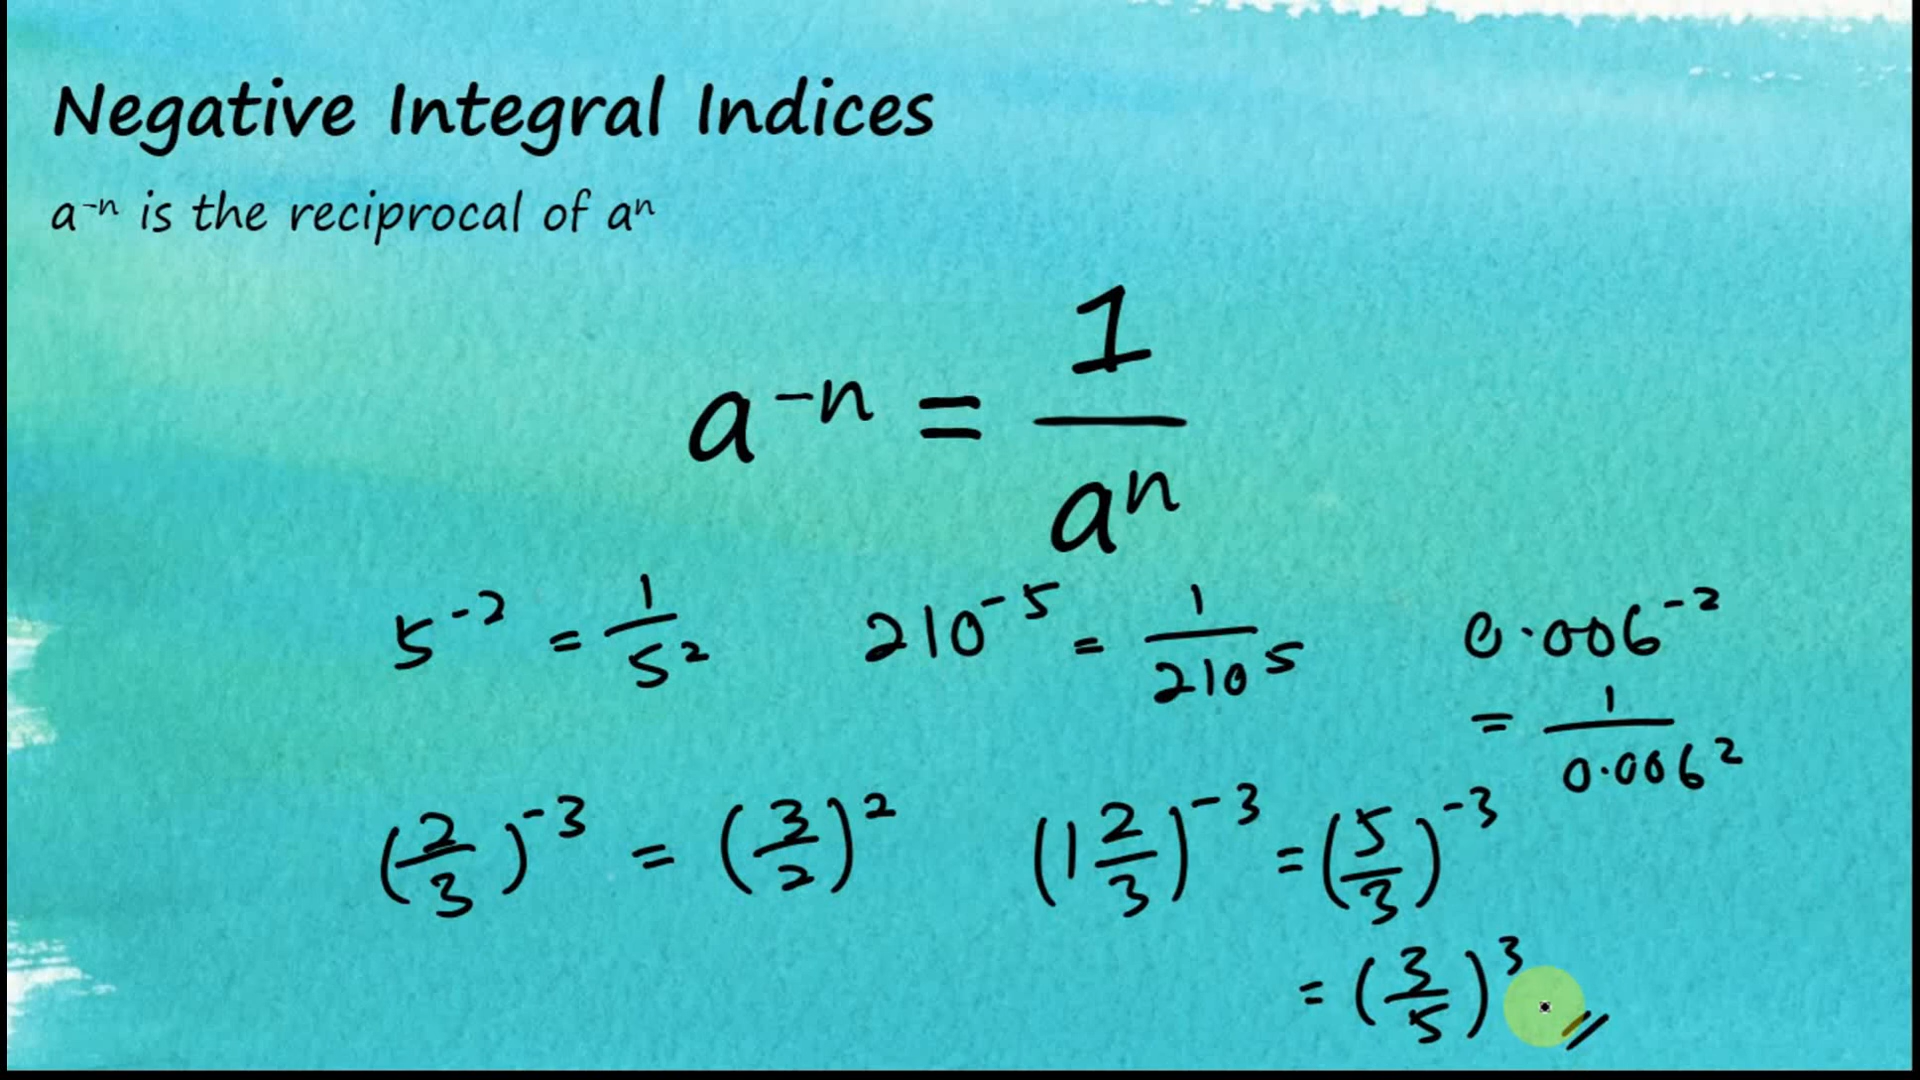 Negative Integral Indices
a⁻ⁿ is the reciprocal of aⁿ
a⁻ⁿ = 1/aⁿ
5⁻² = 1/5²
210⁻⁵ = 1/210⁵
0.006⁻²
= 1/0.006²
(2/3)⁻³ = (3/2)²
(1 2/3)⁻³ = (5/3)⁻³
= (3/5)³